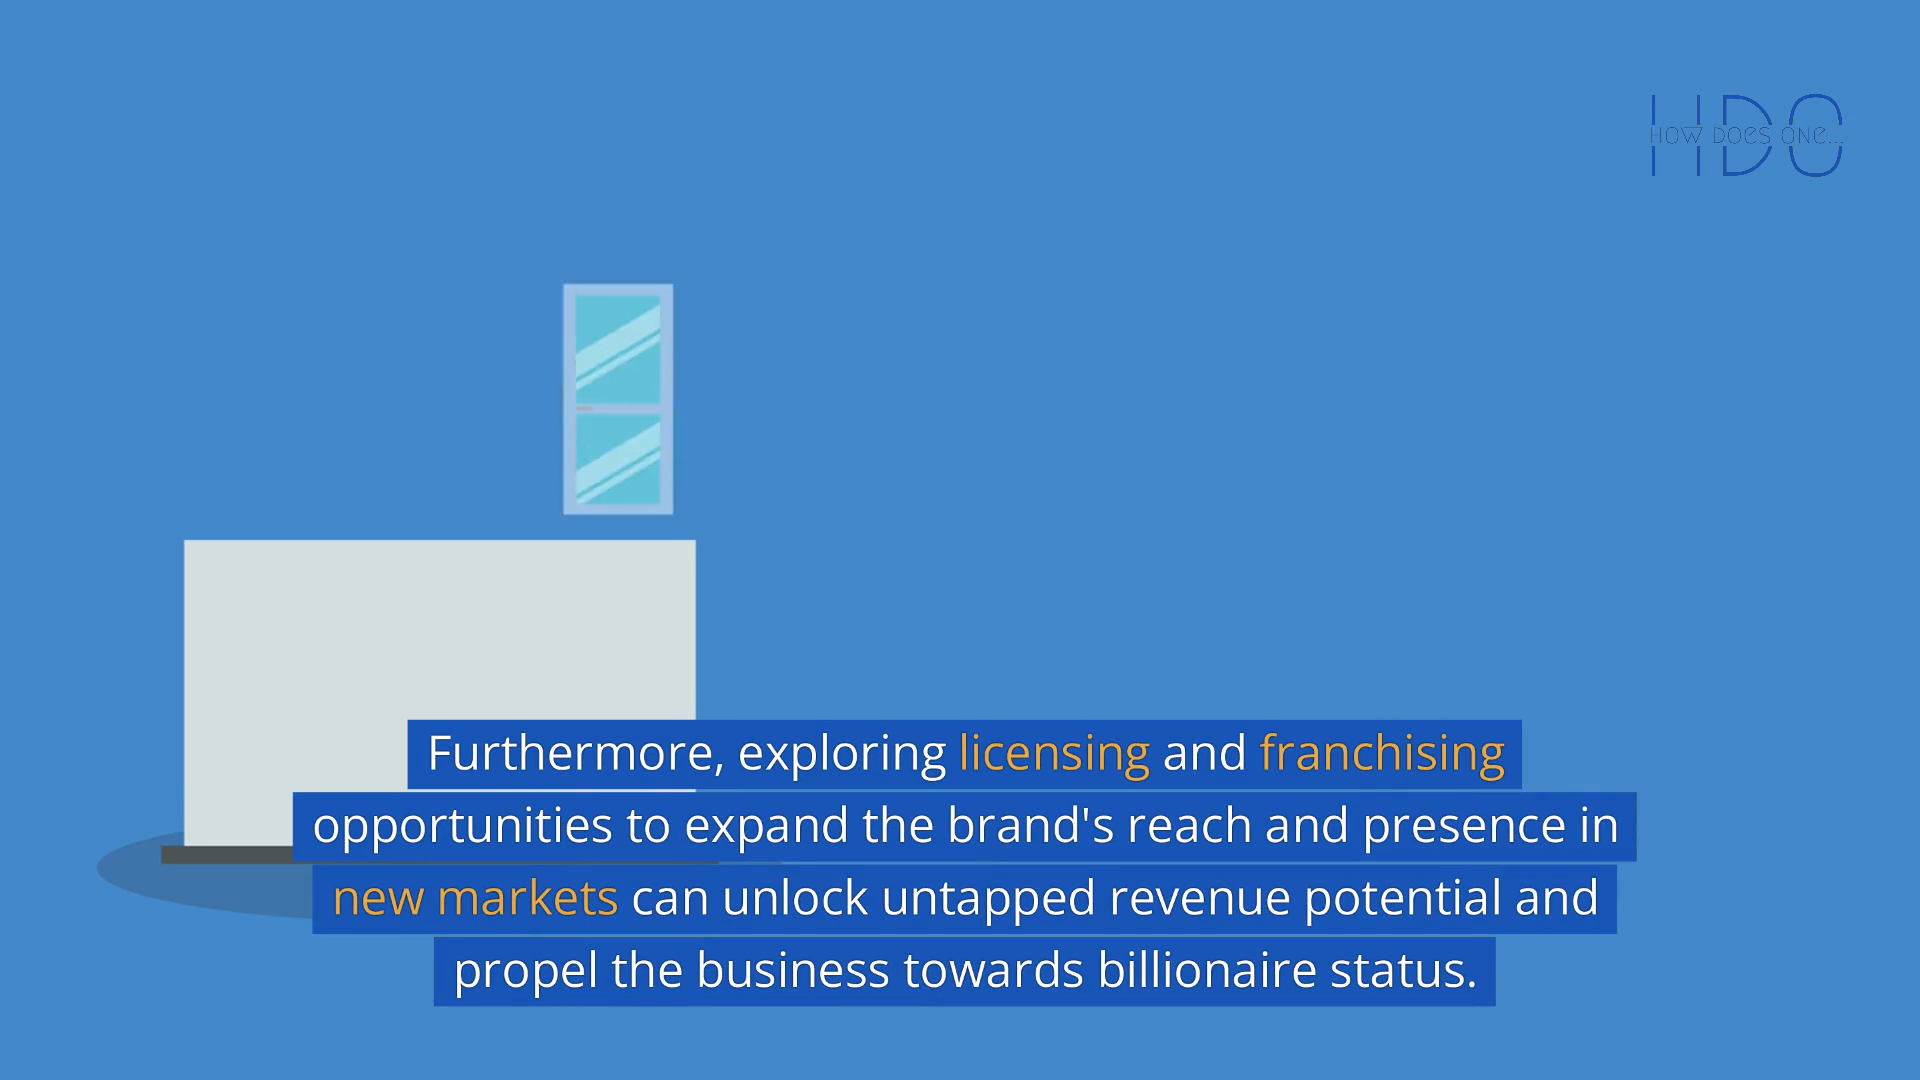 HDO
HOW DOES ONE...
Furthermore, exploring licensing and franchising
opportunities to expand the brand's reach and presence in
new markets can unlock untapped revenue potential and
propel the business towards billionaire status.